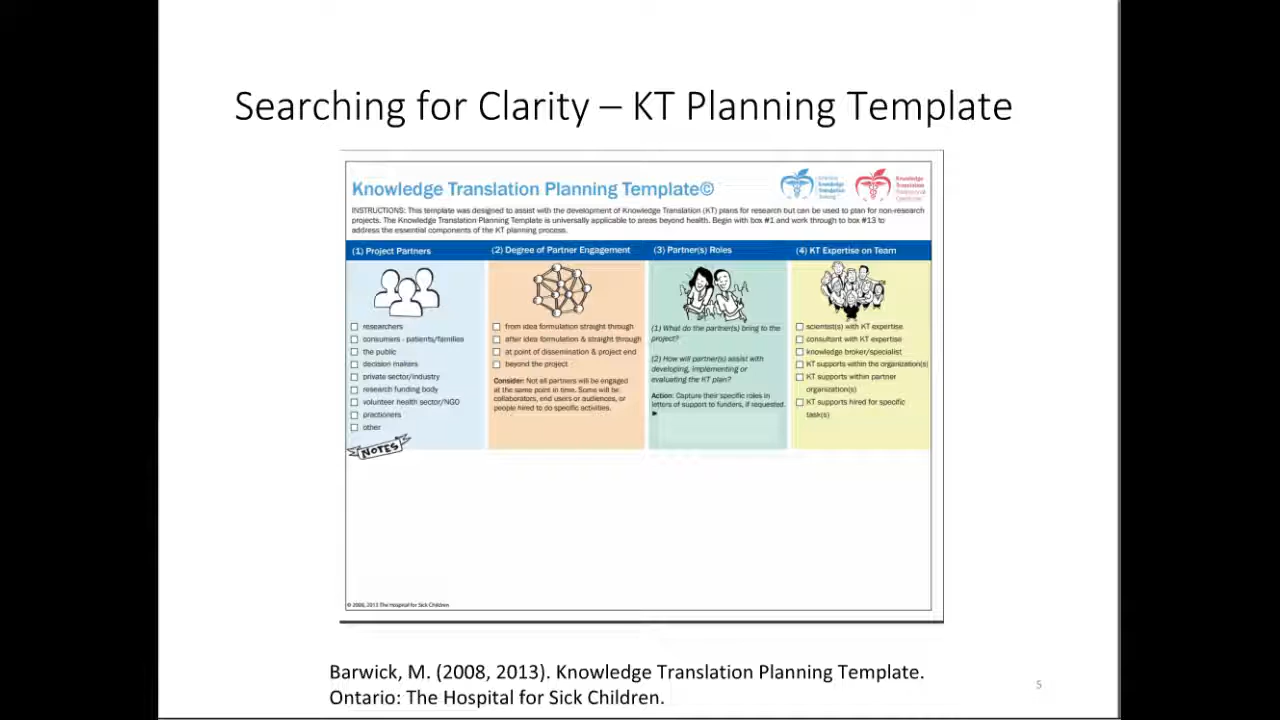 Searching for Clarity – KT Planning Template
Knowledge Translation Planning Template©
Knowledge
Translation
INSTRUCTIONS: This template was designed to assist with the development of Knowledge Translation (KT) plans for research but can be used to plan for non-research
projects. The Knowledge Translation Planning Template is universally applicable to areas beyond health. Begin with box #1 and work through to box #13 to
address the essential components of the KT planning process.
(1) Project Partners
researchers
consumers - patients/families
the public
decision makers
private sector/industry
research funding body
volunteer health sector/NGO
practioners
other
NOTES
(2) Degree of Partner Engagement
from idea formulation straight through
after idea formulation & straight through
at point of dissemination & project end
beyond the project
Consider: Not all partners will be engaged
at the same point in time. Some will be
collaborators, end users or audiences, or
people hired to do specific activities.
(3) Partner(s) Roles
(1) What do the partner(s) bring to the
project?
(2) How will partner(s) assist with
developing, implementing or
evaluating the KT plan?
Action: Capture their specific roles in
letters of support to funders, if requested.
(4) KT Expertise on Team
scientist(s) with KT expertise
consultant with KT expertise
knowledge broker/specialist
KT supports within the organization(s)
KT supports within partner
organization(s)
KT supports hired for specific
task(s)
© 2008, 2013 The Hospital for Sick Children
Barwick, M. (2008, 2013). Knowledge Translation Planning Template.
Ontario: The Hospital for Sick Children.
5